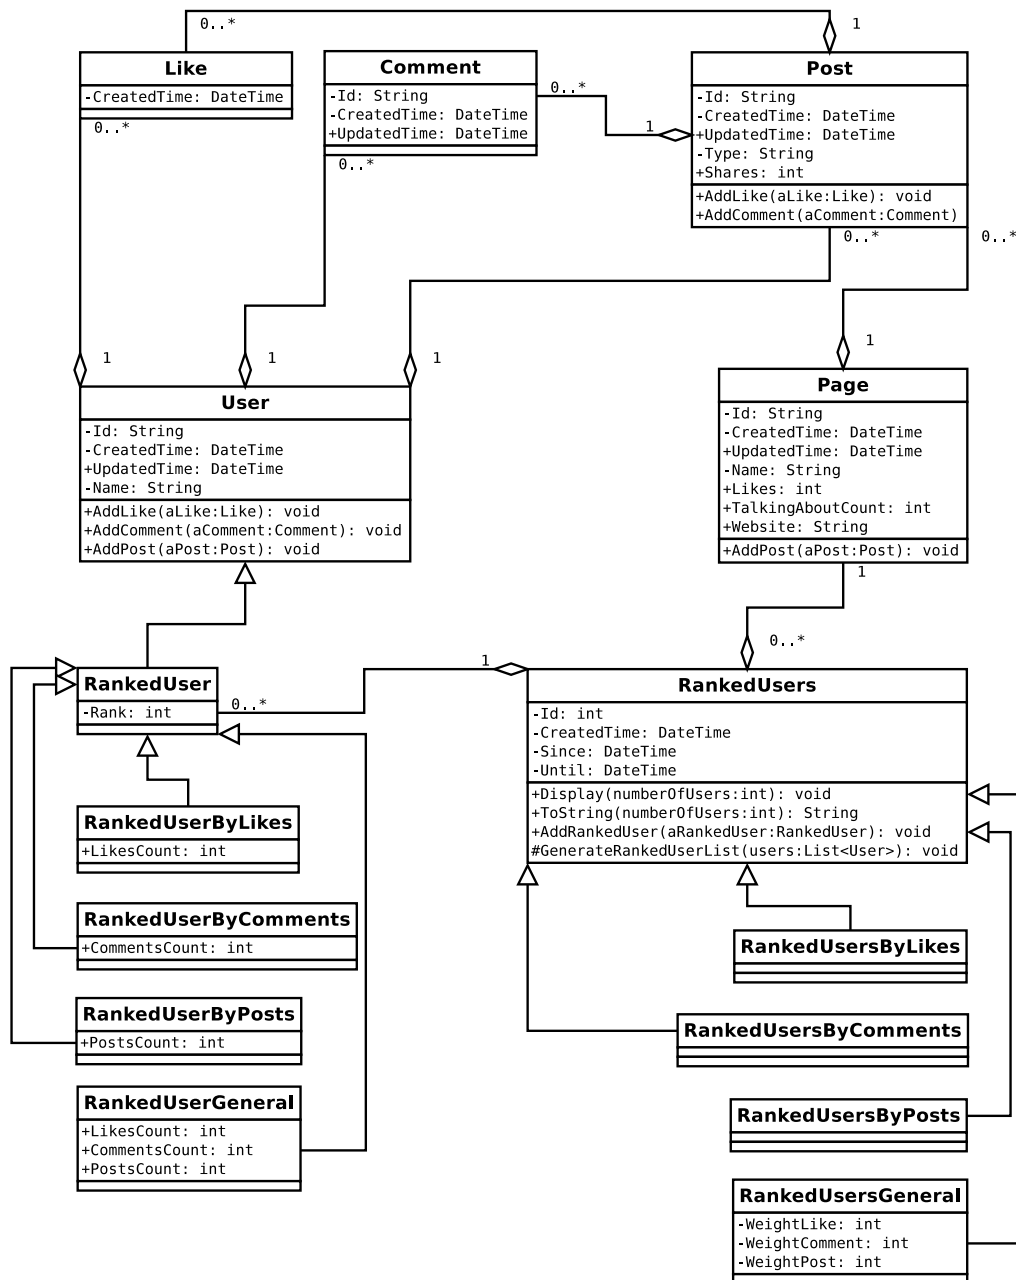 0..*
1
Like
-CreatedTime: DateTime
0..*
Comment
-Id: String
-CreatedTime: DateTime
+UpdatedTime: DateTime
0..*
0..*
1
Post
-Id: String
-CreatedTime: DateTime
+UpdatedTime: DateTime
-Type: String
+Shares: int
+AddLike(aLike:Like): void
+AddComment(aComment:Comment)
0..*
0..*
1
1
1
1
User
-Id: String
-CreatedTime: DateTime
+UpdatedTime: DateTime
-Name: String
+AddLike(aLike:Like): void
+AddComment(aComment:Comment): void
+AddPost(aPost:Post): void
Page
-Id: String
-CreatedTime: DateTime
+UpdatedTime: DateTime
-Name: String
+Likes: int
+TalkingAboutCount: int
+Website: String
+AddPost(aPost:Post): void
1
0..*
1
0..*
RankedUser
-Rank: int
RankedUsers
-Id: int
-CreatedTime: DateTime
-Since: DateTime
-Until: DateTime
+Display(numberOfUsers:int): void
+ToString(numberOfUsers:int): String
+AddRankedUser(aRankedUser:RankedUser): void
#GenerateRankedUserList(users:List<User>): void
RankedUserByLikes
+LikesCount: int
RankedUserByComments
+CommentsCount: int
RankedUserByPosts
+PostsCount: int
RankedUserGeneral
+LikesCount: int
+CommentsCount: int
+PostsCount: int
RankedUsersByLikes
RankedUsersByComments
RankedUsersByPosts
RankedUsersGeneral
-WeightLike: int
-WeightComment: int
-WeightPost: int